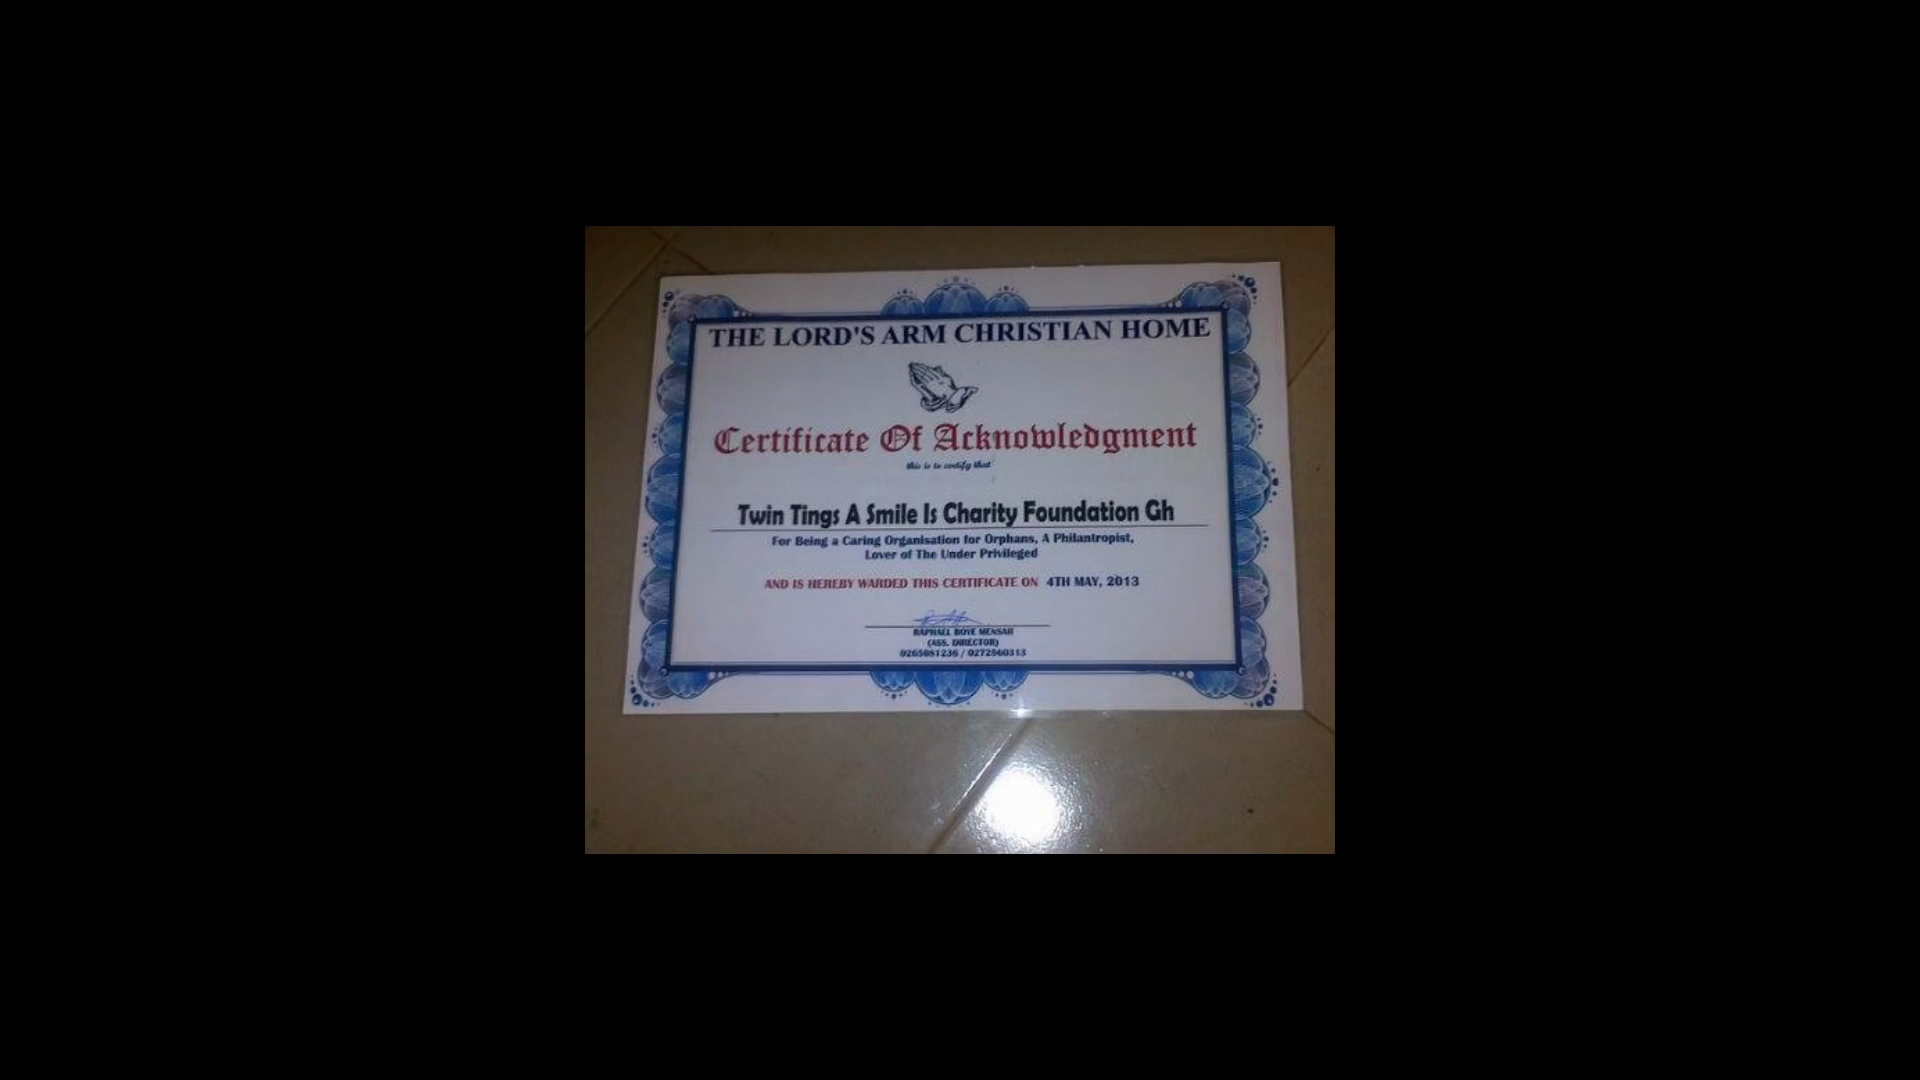 THE LORD'S ARM CHRISTIAN HOME
Certificate Of Acknowledgment
this is to certify that
Twin Tings A Smile Is Charity Foundation Gh
For Being a Caring Organisation for Orphans, A Philantropist,
Lover of The Under Privileged
AND IS HEREBY WARDED THIS CERTIFICATE ON 4TH MAY, 2013
RAPHAEL BOYE MENSAH
(ASS. DIRECTOR)